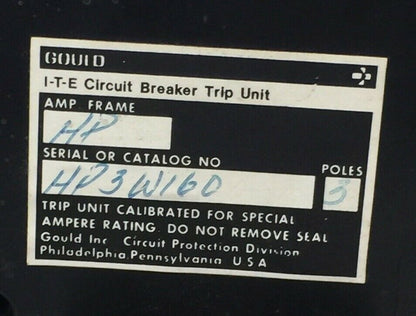 GOULD
I-T-E Circuit Breaker Trip Unit
AMP FRAME
HP
SERIAL OR CATALOG NO
POLES
HP3W160
3
TRIP UNIT CALIBRATED FOR SPECIAL
AMPERE RATING. DO NOT REMOVE SEAL
Gould Inc Circuit Protection Division
Philadelphia, Pennsylvania U S A